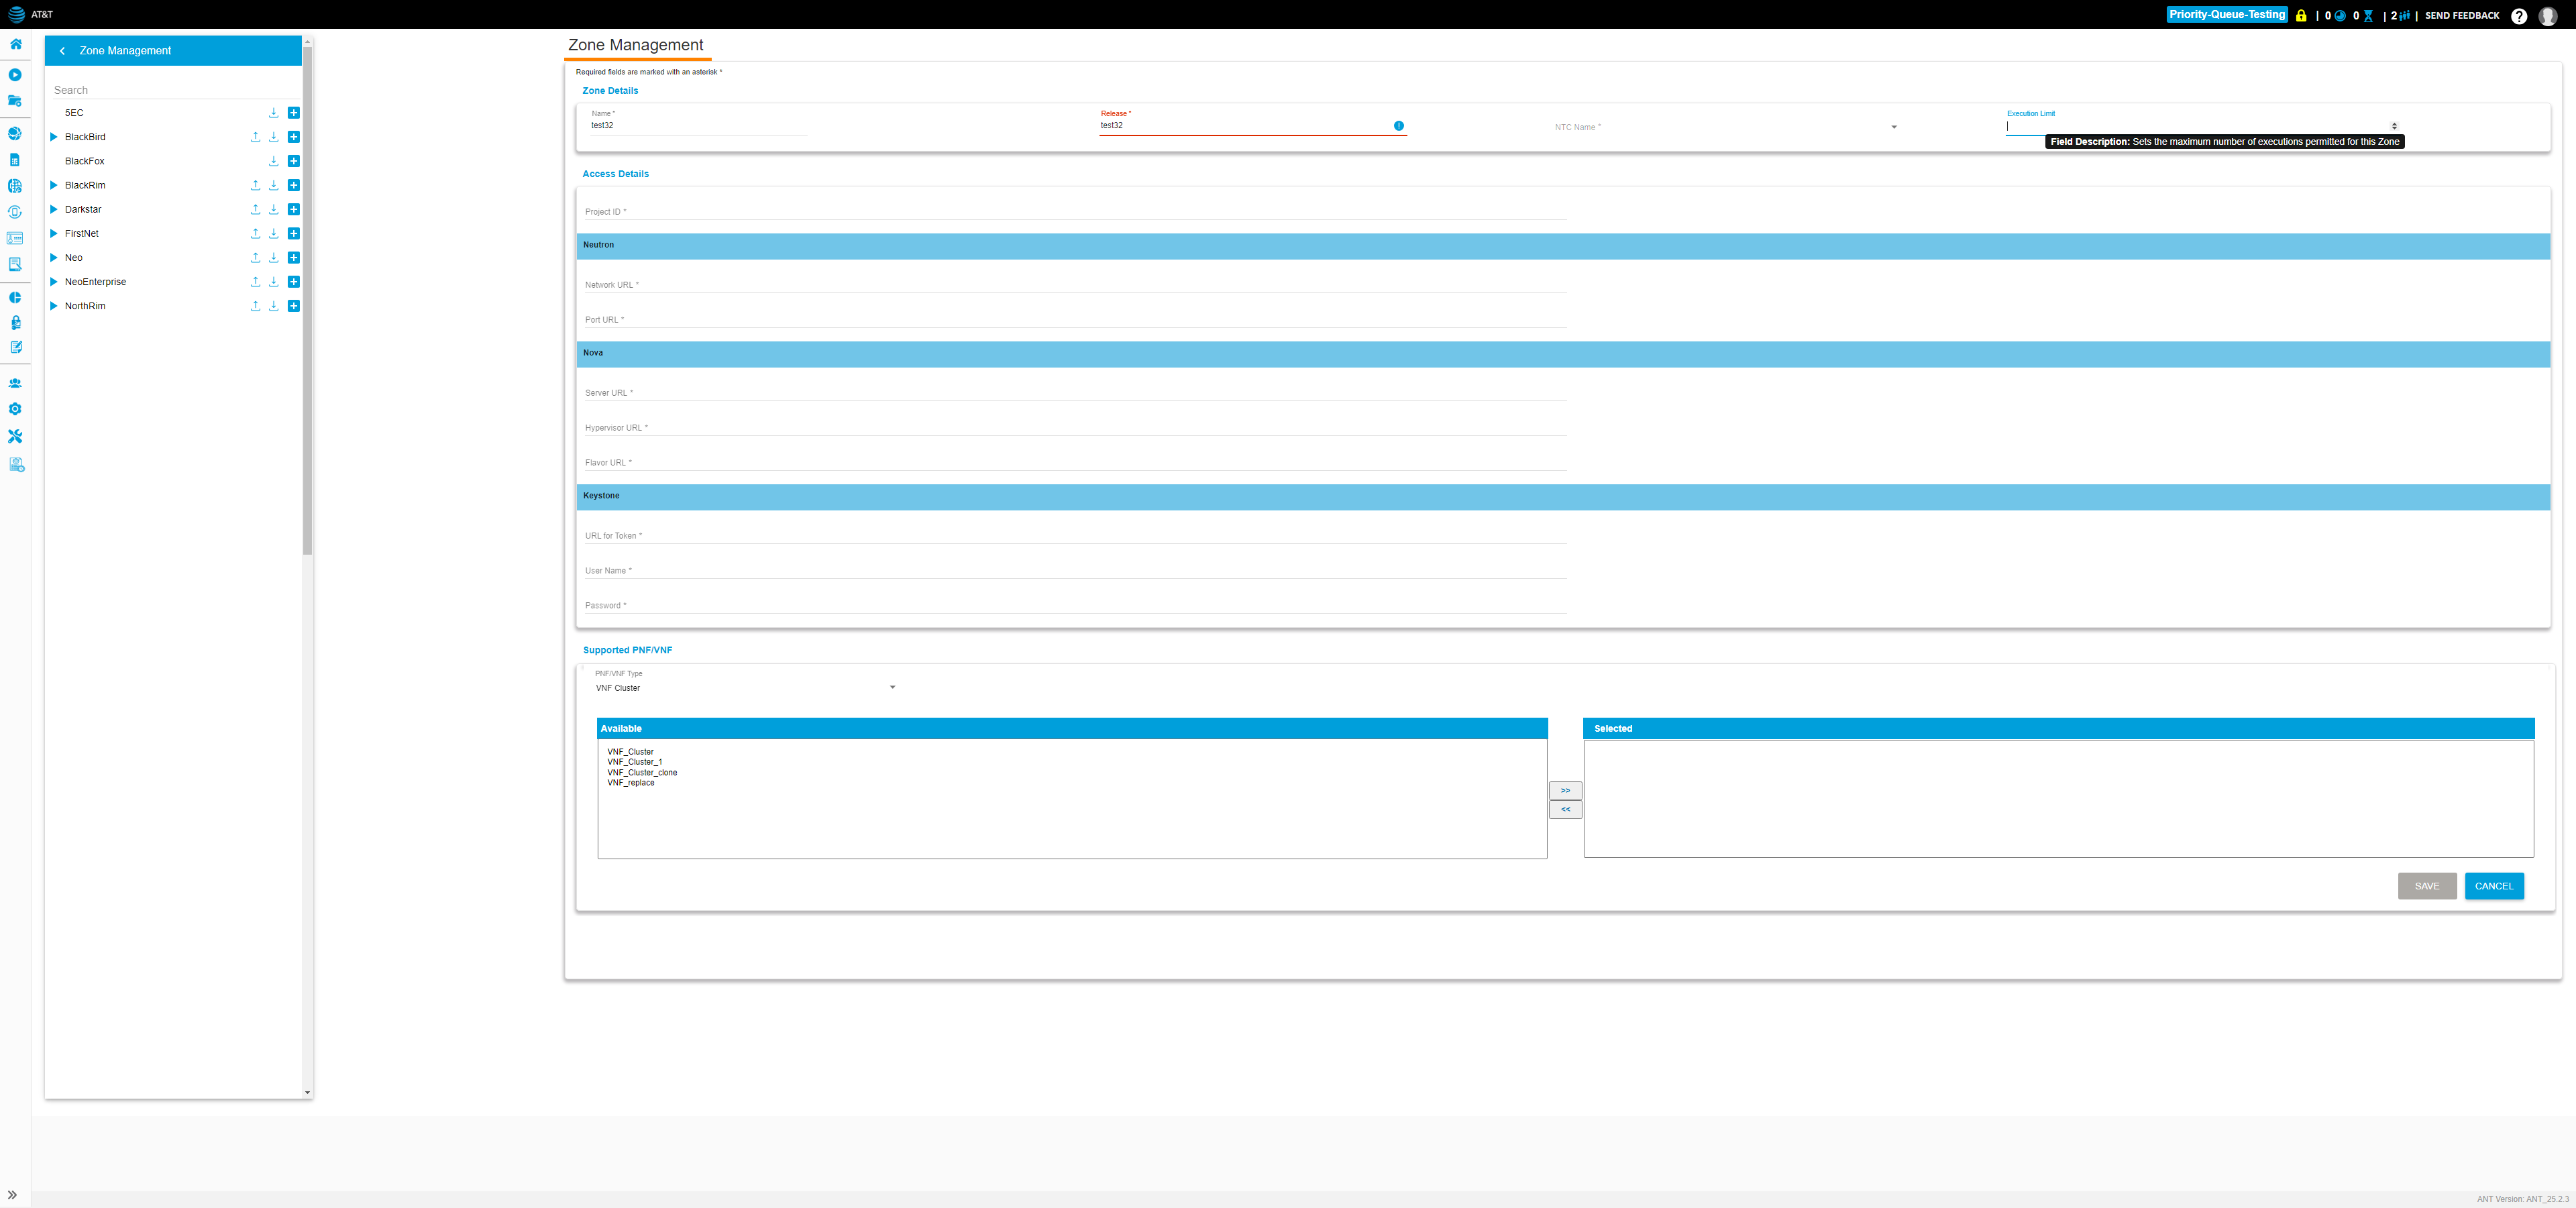 AT&T
Priority-Queue-Testing | 0 0 | 2 | SEND FEEDBACK ?
Zone Management
Search
5EC
BlackBird
BlackFox
BlackRim
Darkstar
FirstNet
Neo
NeoEnterprise
NorthRim
Zone Management
Required fields are marked with an asterisk *
Zone Details
Name *
test32
Release *
test32
NTC Name *
Execution Limit
Field Description: Sets the maximum number of executions permitted for this Zone
Access Details
Project ID *
Neutron
Network URL *
Port URL *
Nova
Server URL *
Hypervisor URL *
Flavor URL *
Keystone
URL for Token *
User Name *
Password *
Supported PNF/VNF
PNF/VNF Type
VNF Cluster
Available
VNF_Cluster
VNF_Cluster_1
VNF_Cluster_clone
VNF_replace
>>
<<
Selected
SAVE CANCEL
ANT Version: ANT_25.2.3